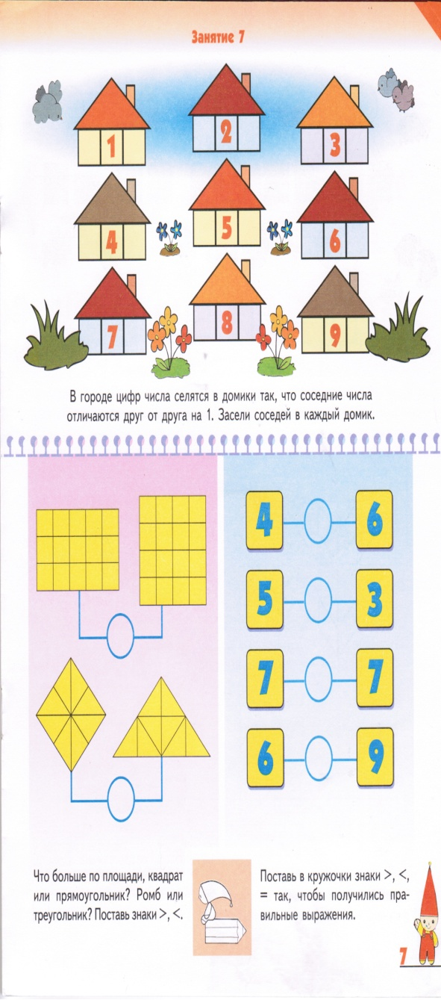 Занятие 7
1 2 3
4 5 6
7 8 9
В городе цифр числа селятся в домики так, что соседние числа
отличаются друг от друга на 1. Засели соседей в каждый домик.
4 6
5 3
7 7
6 9
Что больше по площади, квадрат
или прямоугольник? Ромб или
треугольник? Поставь знаки >, <.
Поставь в кружочки знаки >, <,
= так, чтобы получились пра-
вильные выражения.
7